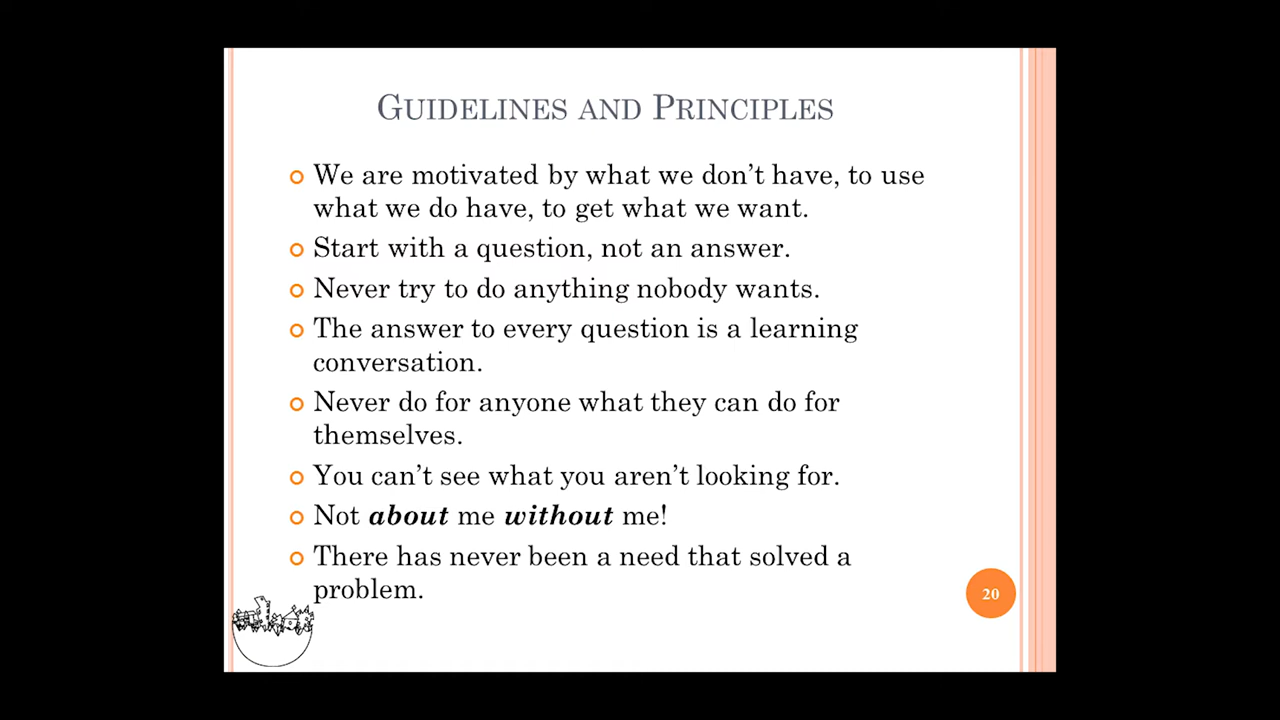 GUIDELINES AND PRINCIPLES
We are motivated by what we don't have, to use
what we do have, to get what we want.
Start with a question, not an answer.
Never try to do anything nobody wants.
The answer to every question is a learning
conversation.
Never do for anyone what they can do for
themselves.
You can't see what you aren't looking for.
Not about me without me!
There has never been a need that solved a
problem.
20